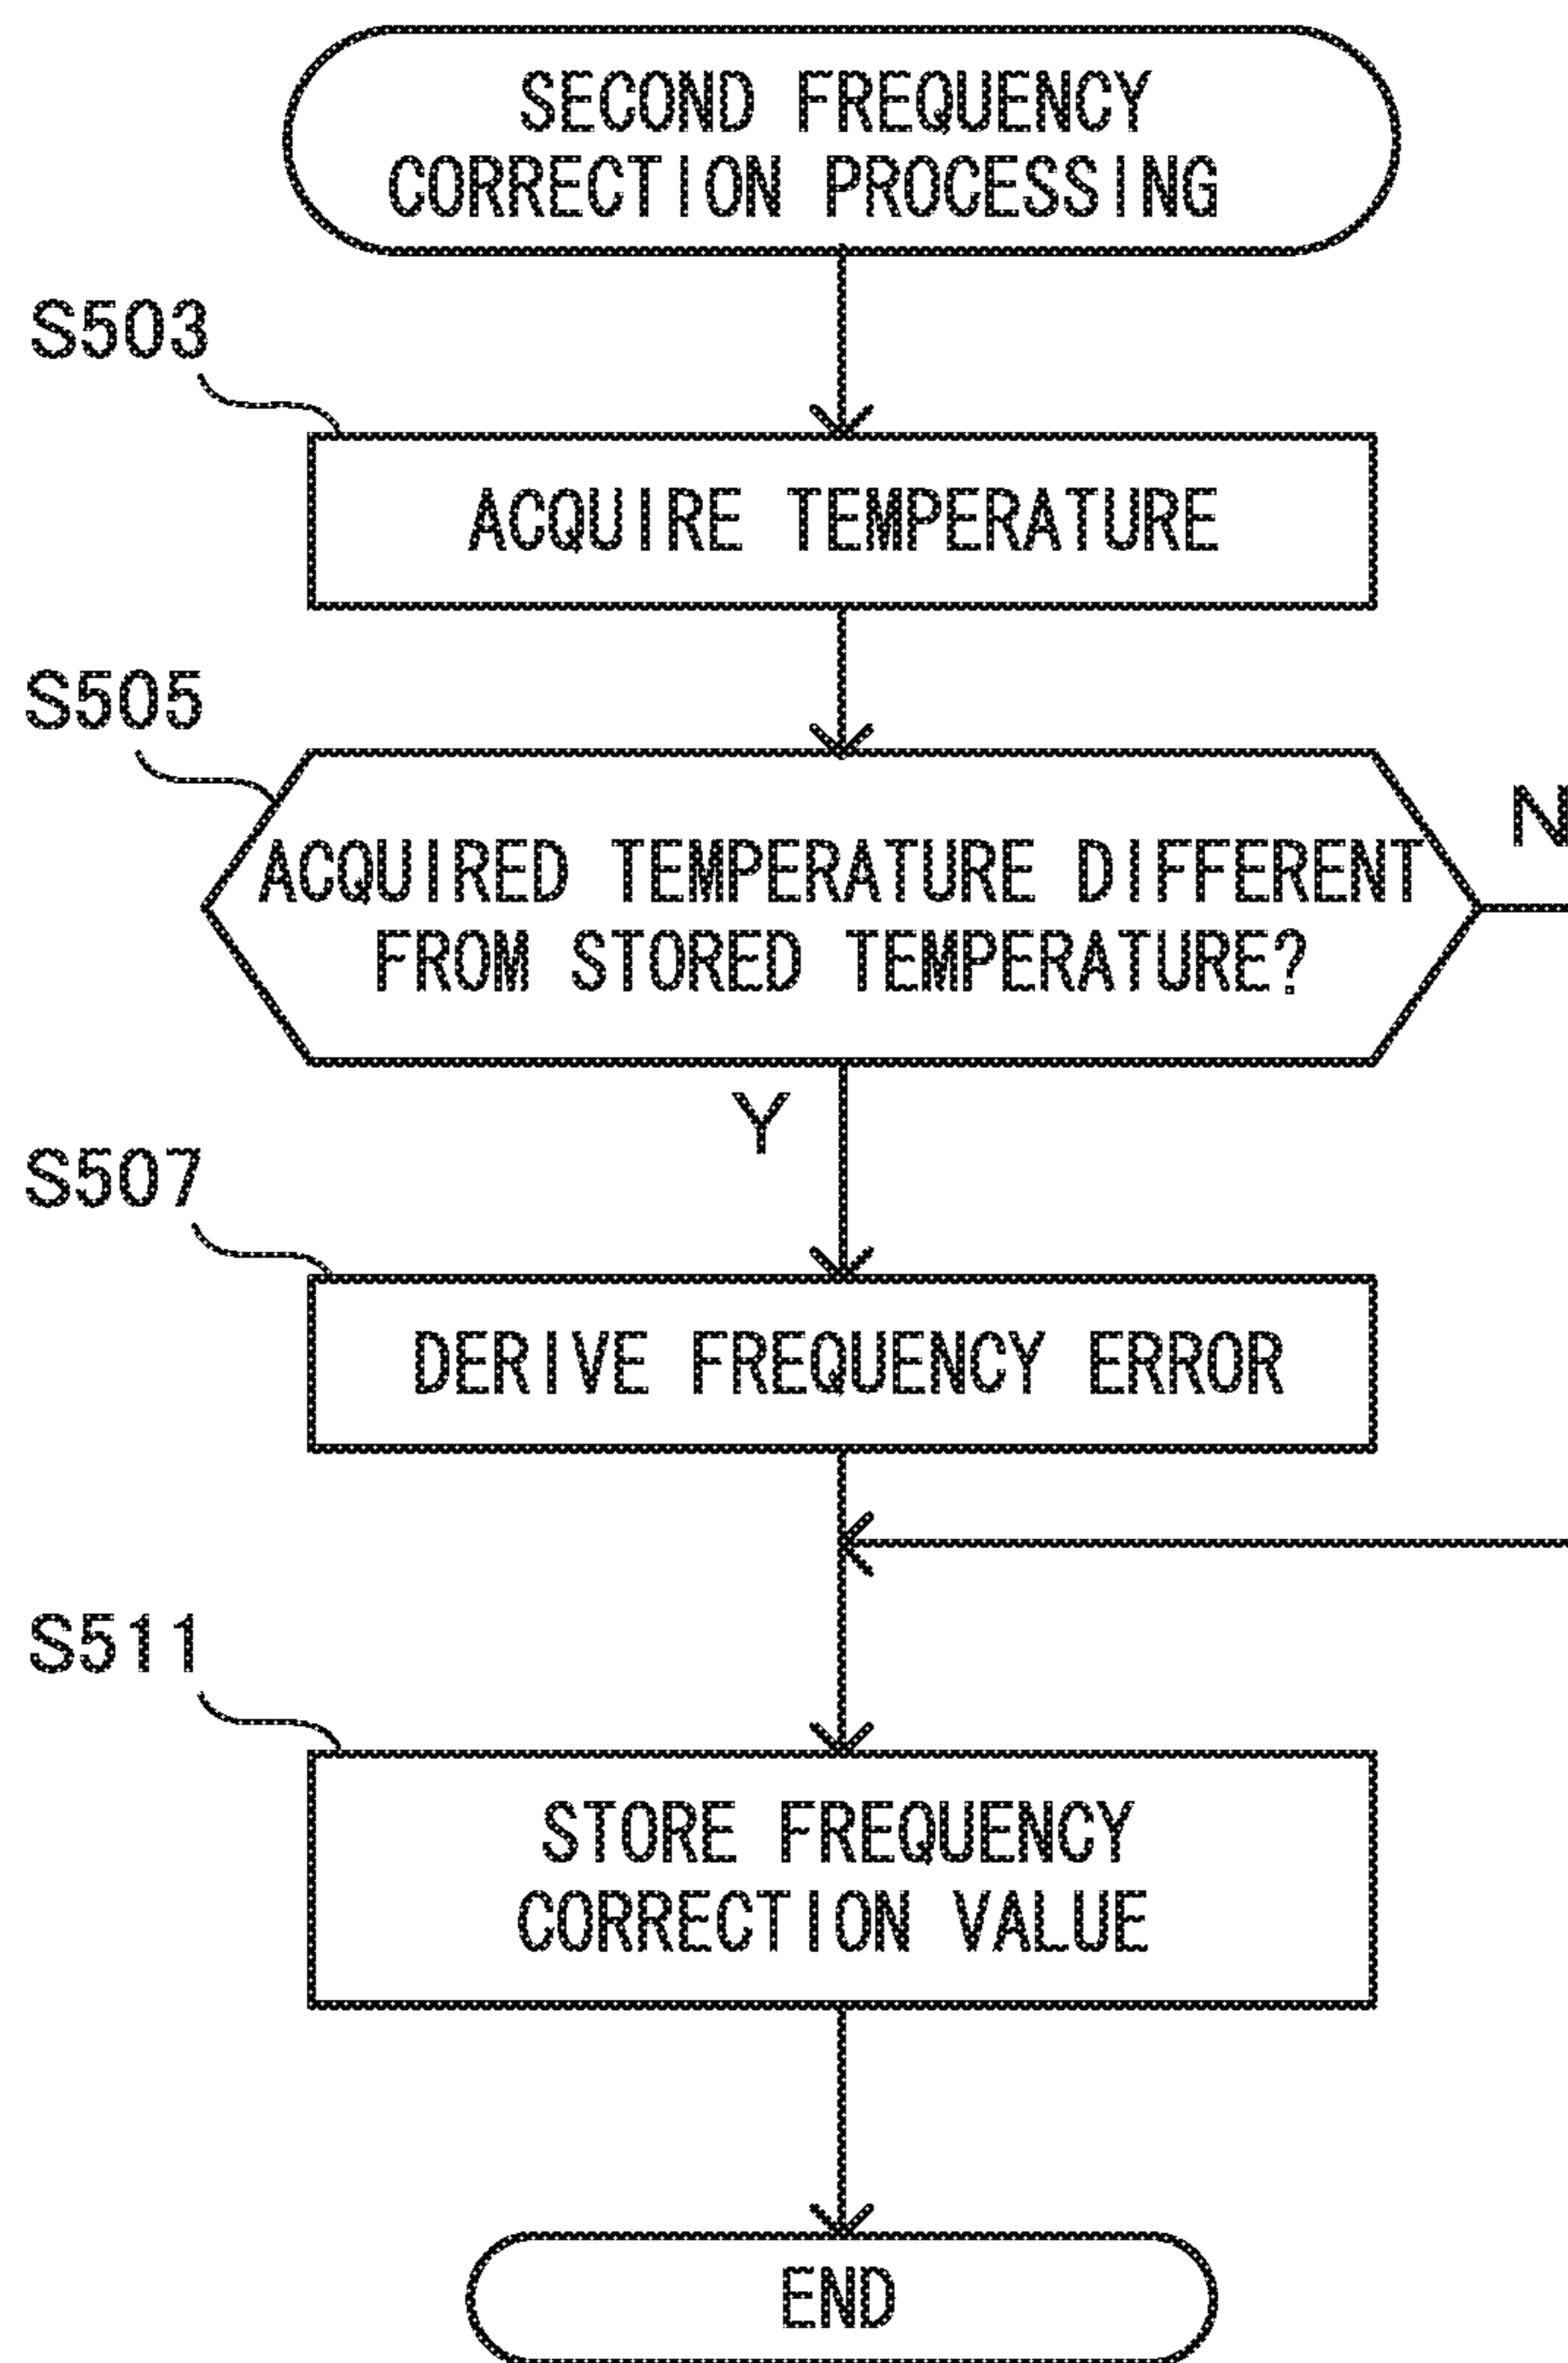 SECOND FREQUENCY
CORRECTION PROCESSING
S503
ACQUIRE TEMPERATURE
S505
N
ACQUIRED TEMPERATURE DIFFERENT
FROM STORED TEMPERATURE?
Y
S507
DERIVE FREQUENCY ERROR
S511
STORE FREQUENCY
CORRECTION VALUE
END